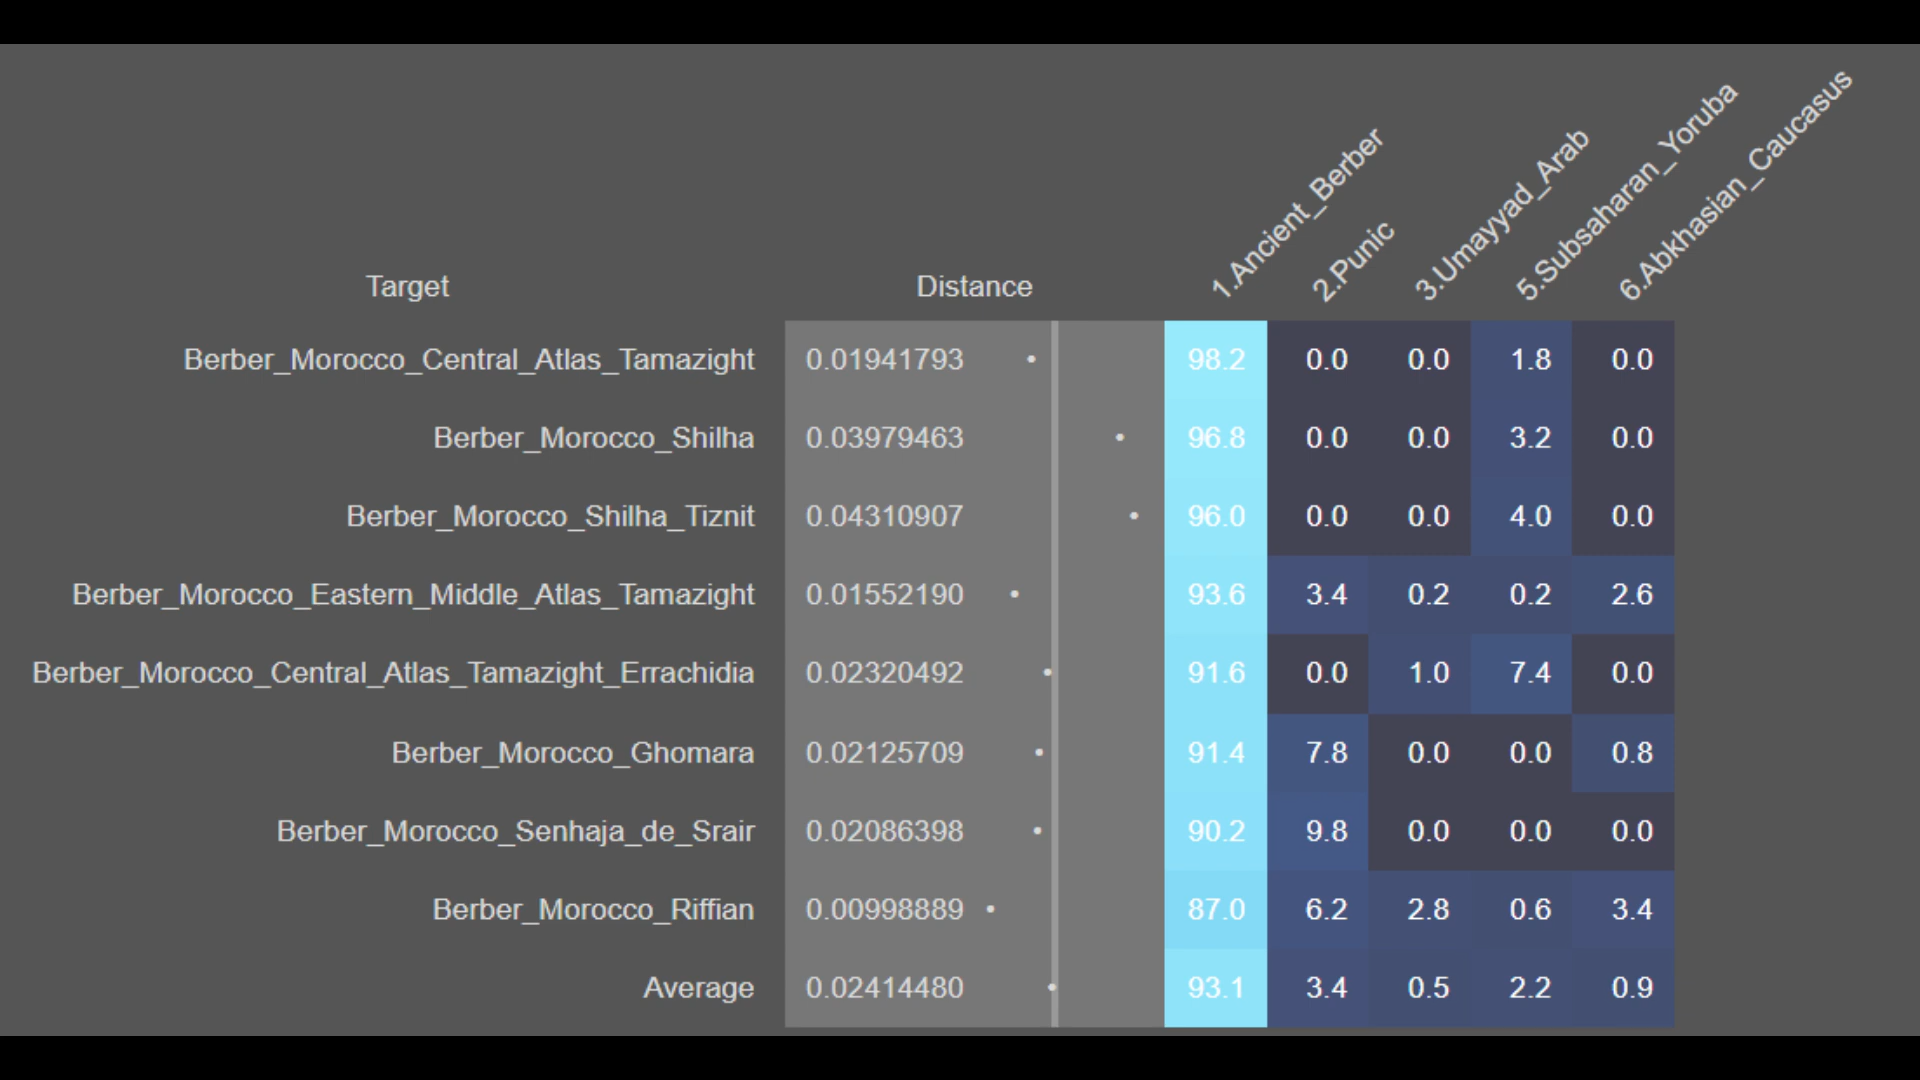 Target Distance 1.Ancient_Berber 2.Punic 3.Umayyad_Arab 5.Subsaharan_Yoruba 6.Abkhasian_Caucasus
Berber_Morocco_Central_Atlas_Tamazight 0.01941793 98.2 0.0 0.0 1.8 0.0
Berber_Morocco_Shilha 0.03979463 96.8 0.0 0.0 3.2 0.0
Berber_Morocco_Shilha_Tiznit 0.04310907 96.0 0.0 0.0 4.0 0.0
Berber_Morocco_Eastern_Middle_Atlas_Tamazight 0.01552190 93.6 3.4 0.2 0.2 2.6
Berber_Morocco_Central_Atlas_Tamazight_Errachidia 0.02320492 91.6 0.0 1.0 7.4 0.0
Berber_Morocco_Ghomara 0.02125709 91.4 7.8 0.0 0.0 0.8
Berber_Morocco_Senhaja_de_Srair 0.02086398 90.2 9.8 0.0 0.0 0.0
Berber_Morocco_Riffian 0.00998889 87.0 6.2 2.8 0.6 3.4
Average 0.02414480 93.1 3.4 0.5 2.2 0.9